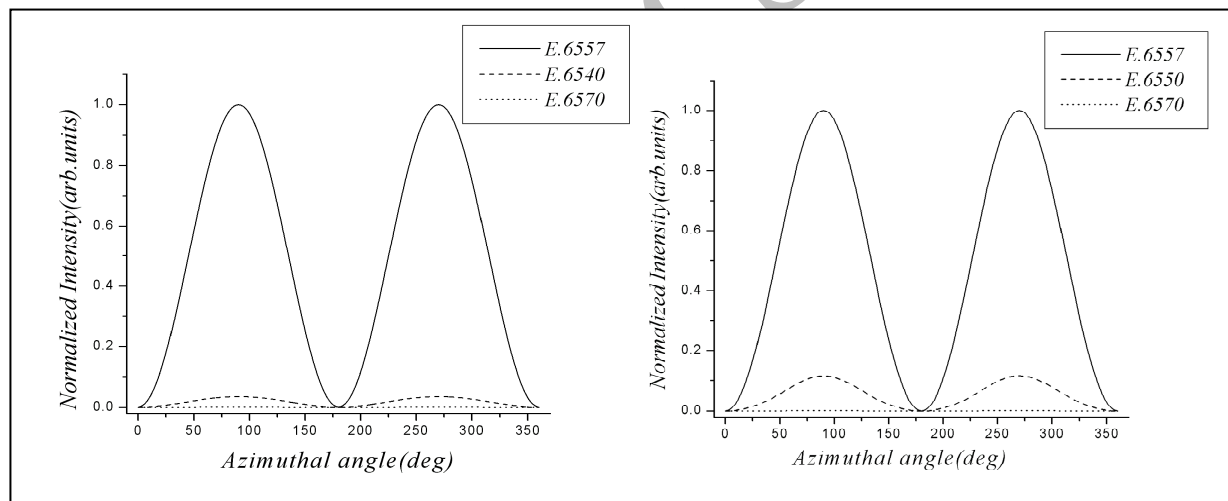 E.6557
E.6540
E.6570
Normalized Intensity(arb.units)
1.0
0.8
0.6
0.4
0.2
0.0
0 50 100 150 200 250 300 350
Azimuthal angle(deg)
E.6557
E.6550
E.6570
Normalized Intensity(arb.units)
1.0
0.8
0.6
0.4
0.2
0.0
0 50 100 150 200 250 300 350
Azimuthal angle(deg)